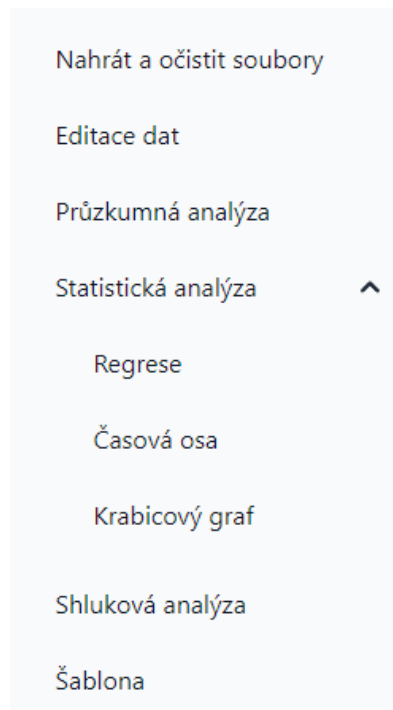 Nahrát a očistit soubory
Editace dat
Průzkumná analýza
Statistická analýza
Regrese
Časová osa
Krabicový graf
Shluková analýza
Šablona